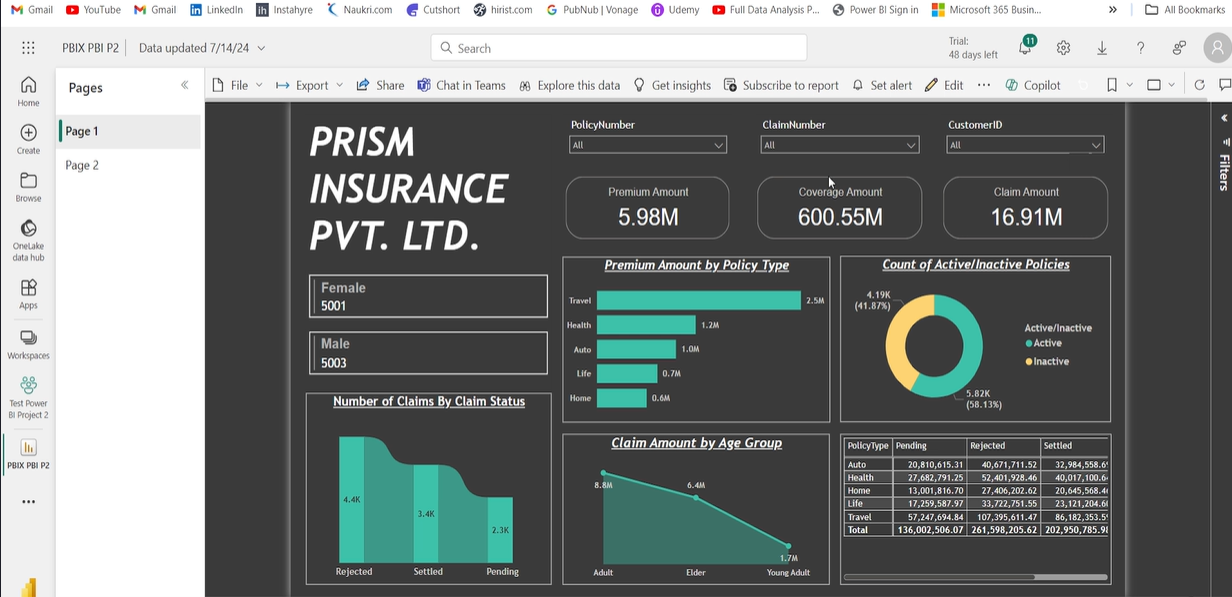 Gmail
YouTube
Gmail
LinkedIn
ih
Instahyre
Naukri.com
Cutshort
hirist.com
PubNub | Vonage
Udemy
Full Data Analysis P...
Power BI Sign in
Microsoft 365 Busin...
»
All Bookmarks
PBIX PBI P2
Data updated 7/14/24
Search
Trial:
48 days left
11
Home
Create
Browse
OneLake
data hub
Apps
Workspaces
Test Power
BI Project 2
PBIX PBI P2
Pages
Page 1
Page 2
File
Export
Share
Chat in Teams
Explore this data
Get insights
Subscribe to report
Set alert
Edit
Copilot
Filters
PRISM
INSURANCE
PVT. LTD.
PolicyNumber
All
ClaimNumber
All
CustomerID
All
Premium Amount
5.98M
Coverage Amount
600.55M
Claim Amount
16.91M
Female
5001
Male
5003
Number of Claims By Claim Status
4.4K
3.4K
2.3K
Rejected
Settled
Pending
Premium Amount by Policy Type
Travel
2.5M
Health
1.2M
Auto
1.0M
Life
0.7M
Home
0.6M
Claim Amount by Age Group
8.8M
6.4M
1.7M
Adult
Elder
Young Adult
Count of Active/Inactive Policies
4.19K
(41.87%)
5.82K
(58.13%)
Active/Inactive
Active
Inactive
PolicyType Pending Rejected Settled
Auto 20,810,615.31 40,671,711.52 32,984,558.6
Health 27,682,791.25 52,401,928.46 40,017,100.6
Home 13,001,816.70 27,406,202.62 20,645,568.4
Life 17,259,587.97 33,722,751.55 23,121,204.6
Travel 57,247,694.84 107,395,611.47 86,182,353.5
Total 136,002,506.07 261,598,205.62 202,950,785.9